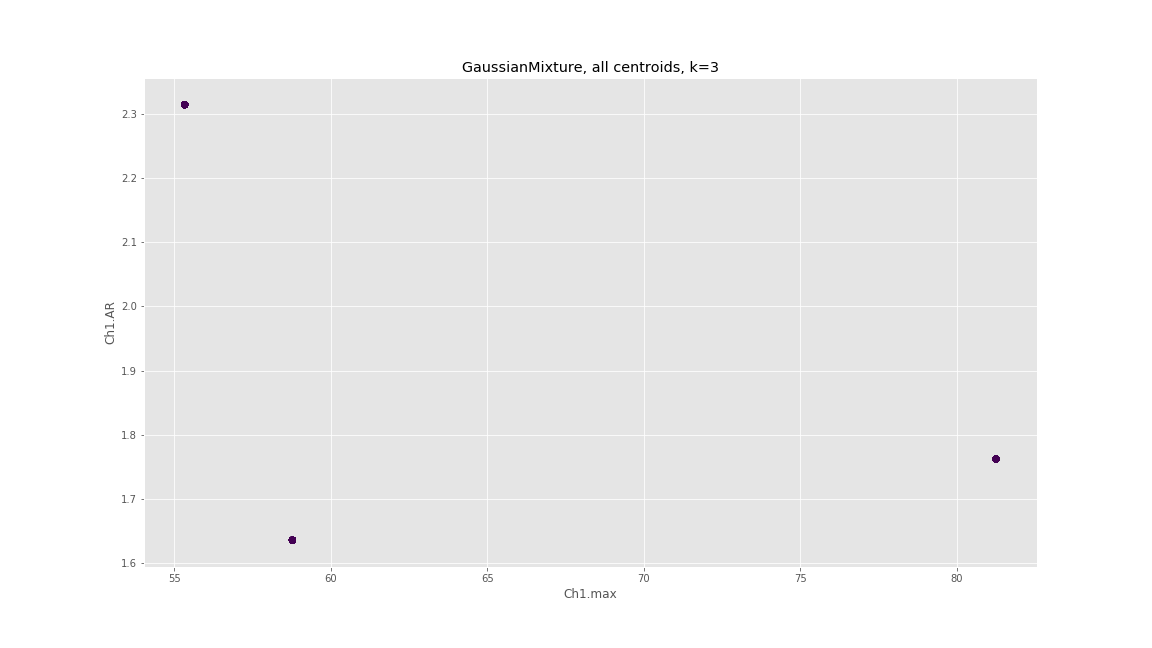 GaussianMixture, all centroids, k=3
2.3
2.2
2.1
2.0
1.9
1.8
1.7
1.6
Ch1.AR
55 60 65 70 75 80
Ch1.max